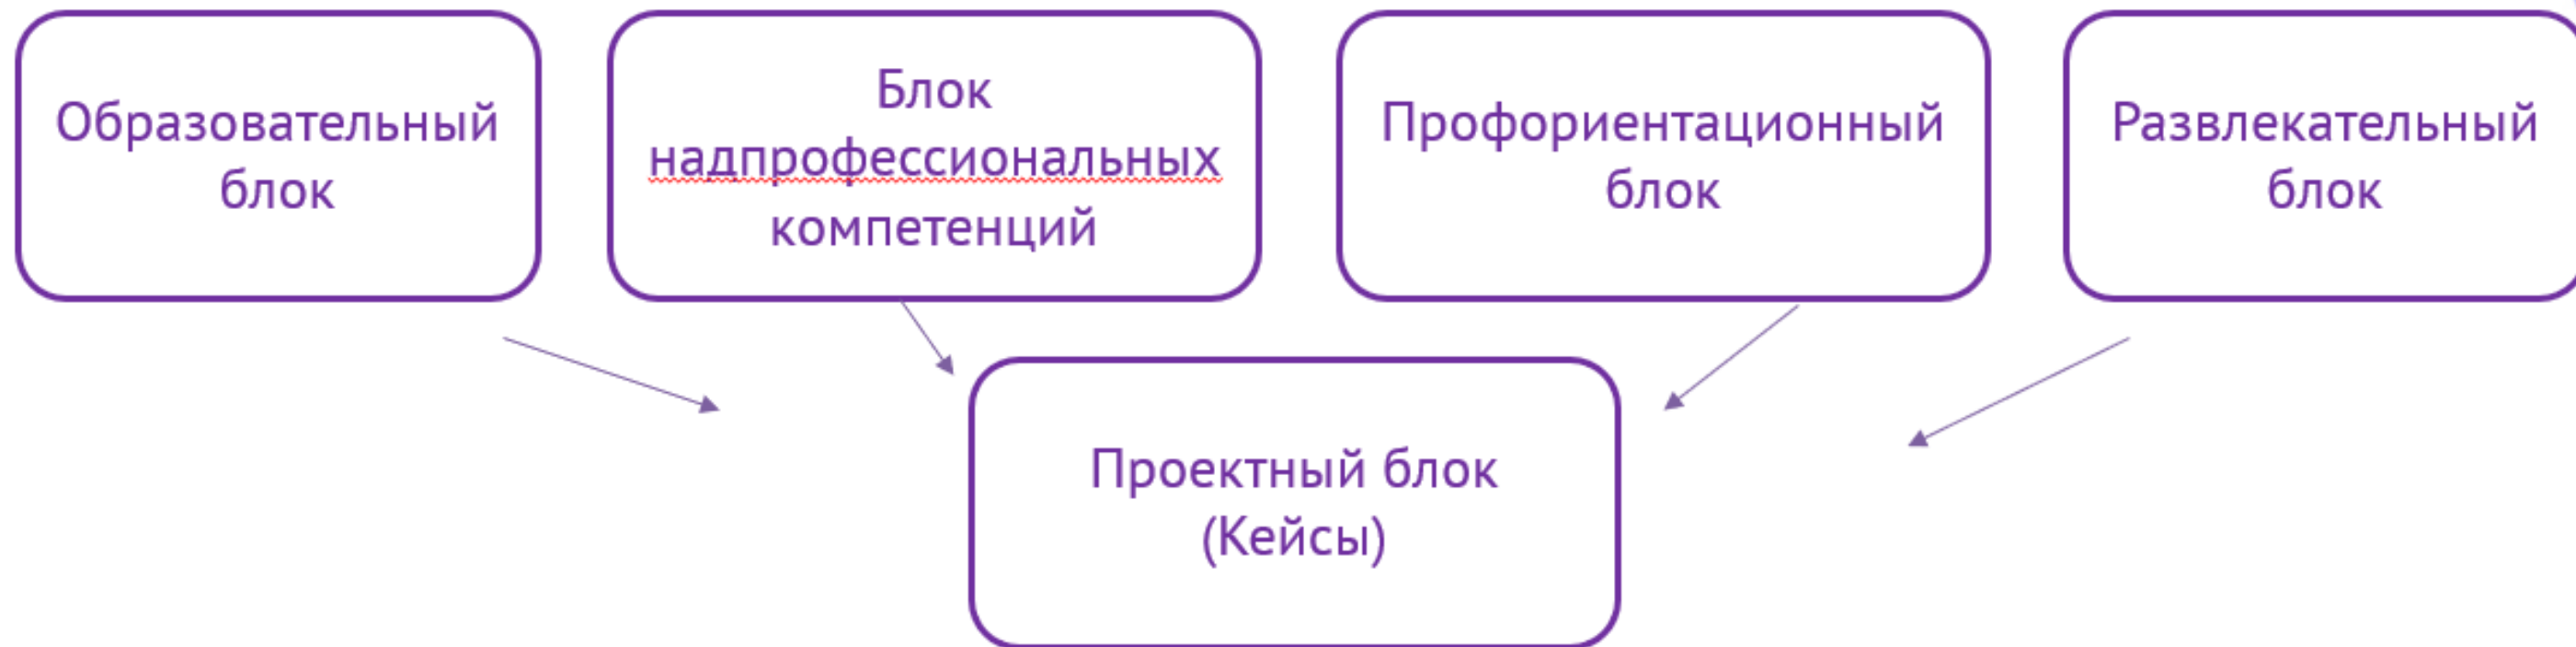 Образовательный
блок
Блок
надпрофессиональных
компетенций
Профориентационный
блок
Развлекательный
блок
Проектный блок
(Кейсы)